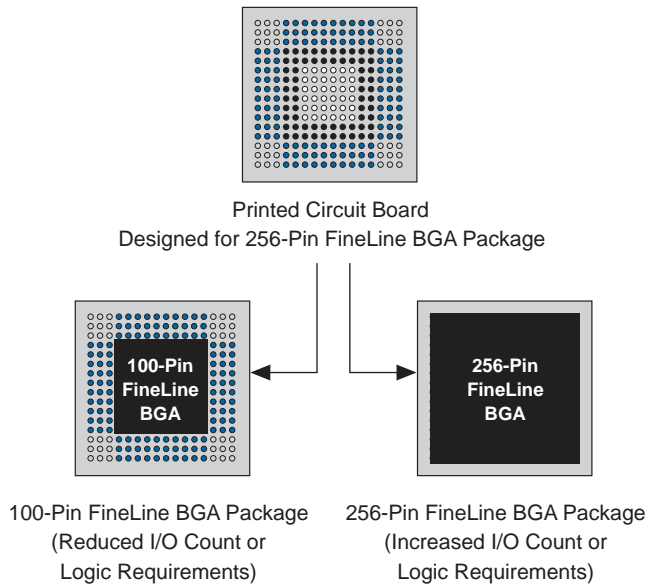 Printed Circuit Board
Designed for 256-Pin FineLine BGA Package
100-Pin
FineLine
BGA
256-Pin
FineLine
BGA
100-Pin FineLine BGA Package
(Reduced I/O Count or
Logic Requirements)
256-Pin FineLine BGA Package
(Increased I/O Count or
Logic Requirements)